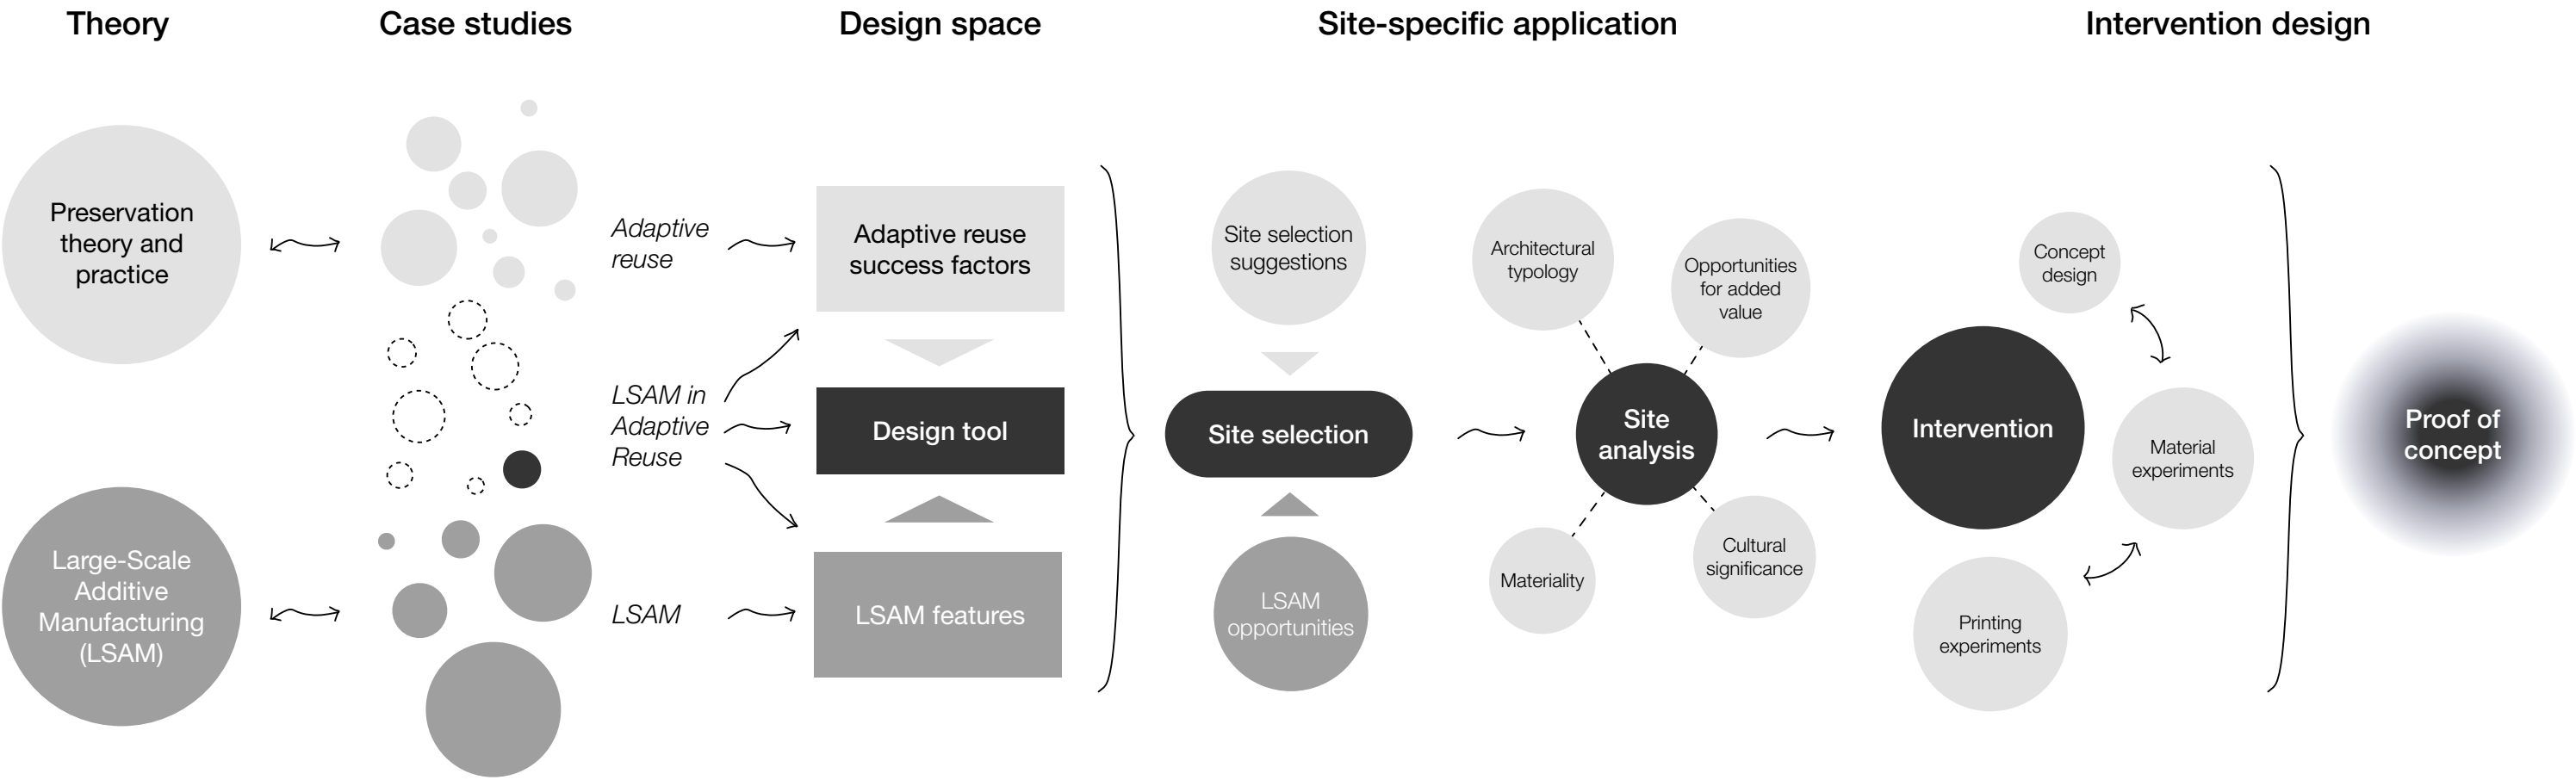 Theory
Case studies
Design space
Site-specific application
Intervention design
Preservation
theory and
practice
Large-Scale
Additive
Manufacturing
(LSAM)
Adaptive
reuse
LSAM in
Adaptive
Reuse
LSAM
Adaptive reuse
success factors
Design tool
LSAM features
Site selection
suggestions
Site selection
LSAM
opportunities
Architectural
typology
Opportunities
for added
value
Site
analysis
Materiality
Cultural
significance
Concept
design
Intervention
Material
experiments
Printing
experiments
Proof of
concept